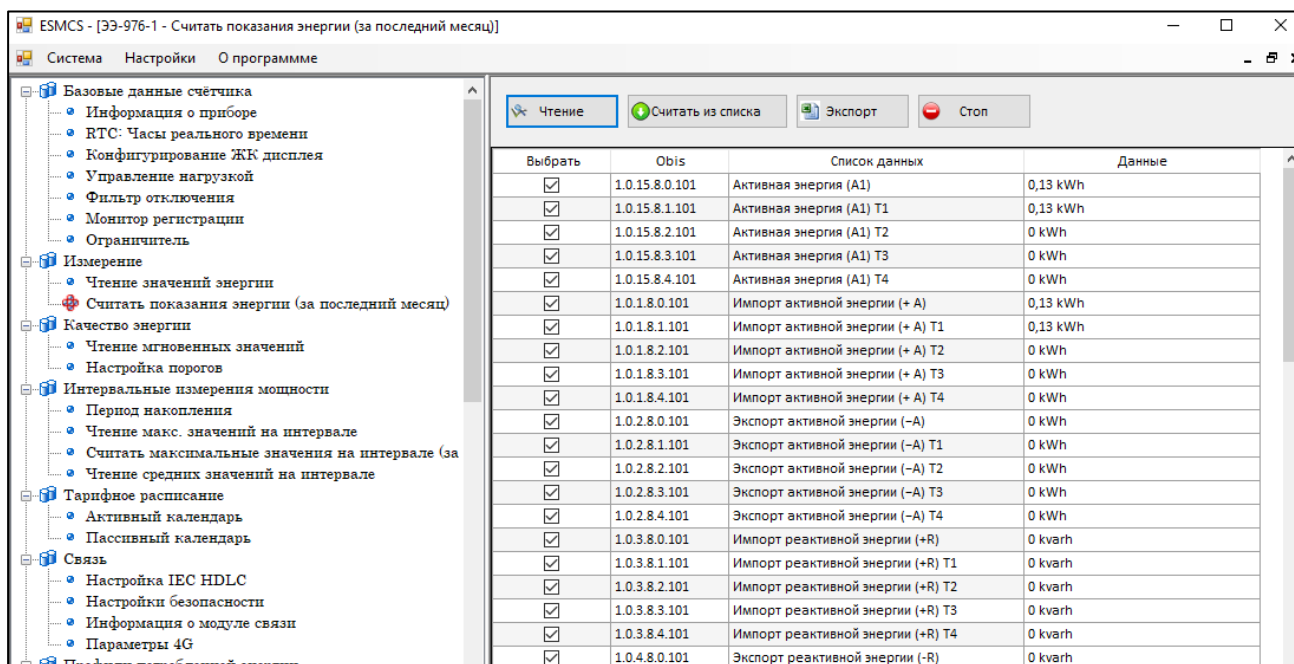 ESMCS - [ЭЭ-976-1 - Считать показания энергии (за последний месяц)]
Система Настройки О программме
Базовые данные счётчика
Информация о приборе
RTC: Часы реального времени
Конфигурирование ЖК дисплея
Управление нагрузкой
Фильтр отключения
Монитор регистрации
Ограничитель
Измерение
Чтение значений энергии
Считать показания энергии (за последний месяц)
Качество энергии
Чтение мгновенных значений
Настройка порогов
Интервальные измерения мощности
Период накопления
Чтение макс. значений на интервале
Считать максимальные значения на интервале (за
Чтение средних значений на интервале
Тарифное расписание
Активный календарь
Пассивный календарь
Связь
Настройка IEC HDLC
Настройки безопасности
Информация о модуле связи
Параметры 4G
Профили потребленной энергии
Чтение Считать из списка Экспорт Стоп
Выбрать Obis Список данных Данные
1.0.15.8.0.101 Активная энергия (A1) 0,13 kWh
1.0.15.8.1.101 Активная энергия (A1) T1 0,13 kWh
1.0.15.8.2.101 Активная энергия (A1) T2 0 kWh
1.0.15.8.3.101 Активная энергия (A1) T3 0 kWh
1.0.15.8.4.101 Активная энергия (A1) T4 0 kWh
1.0.1.8.0.101 Импорт активной энергии (+ A) 0,13 kWh
1.0.1.8.1.101 Импорт активной энергии (+ A) T1 0,13 kWh
1.0.1.8.2.101 Импорт активной энергии (+ A) T2 0 kWh
1.0.1.8.3.101 Импорт активной энергии (+ A) T3 0 kWh
1.0.1.8.4.101 Импорт активной энергии (+ A) T4 0 kWh
1.0.2.8.0.101 Экспорт активной энергии (−A) 0 kWh
1.0.2.8.1.101 Экспорт активной энергии (−A) T1 0 kWh
1.0.2.8.2.101 Экспорт активной энергии (−A) T2 0 kWh
1.0.2.8.3.101 Экспорт активной энергии (−A) T3 0 kWh
1.0.2.8.4.101 Экспорт активной энергии (−A) T4 0 kWh
1.0.3.8.0.101 Импорт реактивной энергии (+R) 0 kvarh
1.0.3.8.1.101 Импорт реактивной энергии (+R) T1 0 kvarh
1.0.3.8.2.101 Импорт реактивной энергии (+R) T2 0 kvarh
1.0.3.8.3.101 Импорт реактивной энергии (+R) T3 0 kvarh
1.0.3.8.4.101 Импорт реактивной энергии (+R) T4 0 kvarh
1.0.4.8.0.101 Экспорт реактивной энергии (-R) 0 kvarh